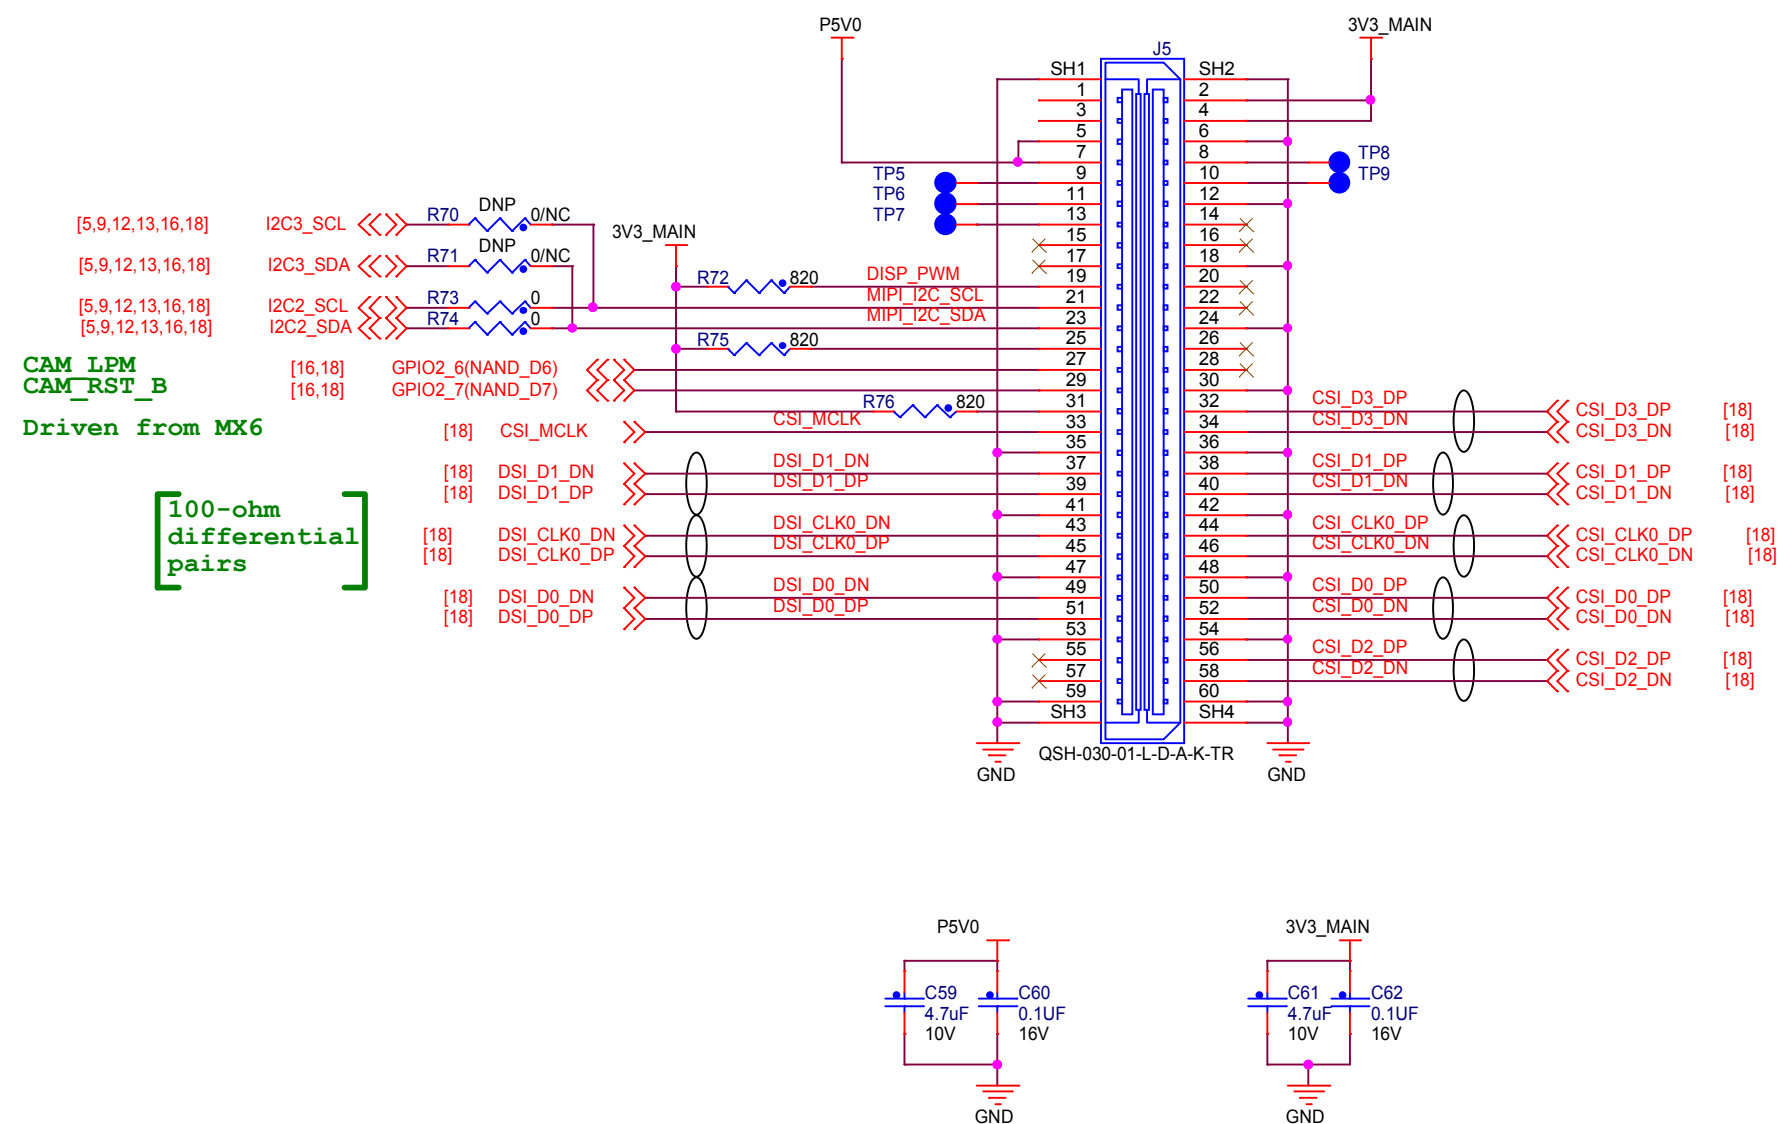 P5V0
3V3_MAIN
J5
SH1 SH2
1 2
3 4
5 6
7 8 TP8
TP5 9 10 TP9
TP6 11 12
TP7 13 14
15 16
17 18
19 20
21 22
23 24
25 26
27 28
29 30
31 32
33 34
35 36
37 38
39 40
41 42
43 44
45 46
47 48
49 50
51 52
53 54
55 56
57 58
59 60
SH3 SH4
QSH-030-01-L-D-A-K-TR
GND GND
[5,9,12,13,16,18] I2C3_SCL R70 DNP 0/NC
[5,9,12,13,16,18] I2C3_SDA R71 DNP 0/NC
[5,9,12,13,16,18] I2C2_SCL R73 0
[5,9,12,13,16,18] I2C2_SDA R74 0
3V3_MAIN
R72 820 DISP_PWM
MIPI_I2C_SCL
MIPI_I2C_SDA
R75 820
CAM_LPM [16,18] GPIO2_6(NAND_D6)
CAM_RST_B [16,18] GPIO2_7(NAND_D7)
R76 820
Driven from MX6
[18] CSI_MCLK CSI_MCLK
[18] DSI_D1_DN DSI_D1_DN
[18] DSI_D1_DP DSI_D1_DP
100-ohm
differential
pairs
[18] DSI_CLK0_DN DSI_CLK0_DN
[18] DSI_CLK0_DP DSI_CLK0_DP
[18] DSI_D0_DN DSI_D0_DN
[18] DSI_D0_DP DSI_D0_DP
CSI_D3_DP CSI_D3_DP [18]
CSI_D3_DN CSI_D3_DN [18]
CSI_D1_DP CSI_D1_DP [18]
CSI_D1_DN CSI_D1_DN [18]
CSI_CLK0_DP CSI_CLK0_DP [18]
CSI_CLK0_DN CSI_CLK0_DN [18]
CSI_D0_DP CSI_D0_DP [18]
CSI_D0_DN CSI_D0_DN [18]
CSI_D2_DP CSI_D2_DP [18]
CSI_D2_DN CSI_D2_DN [18]
P5V0
C59 C60
4.7uF 0.1UF
10V 16V
GND
3V3_MAIN
C61 C62
4.7uF 0.1UF
10V 16V
GND